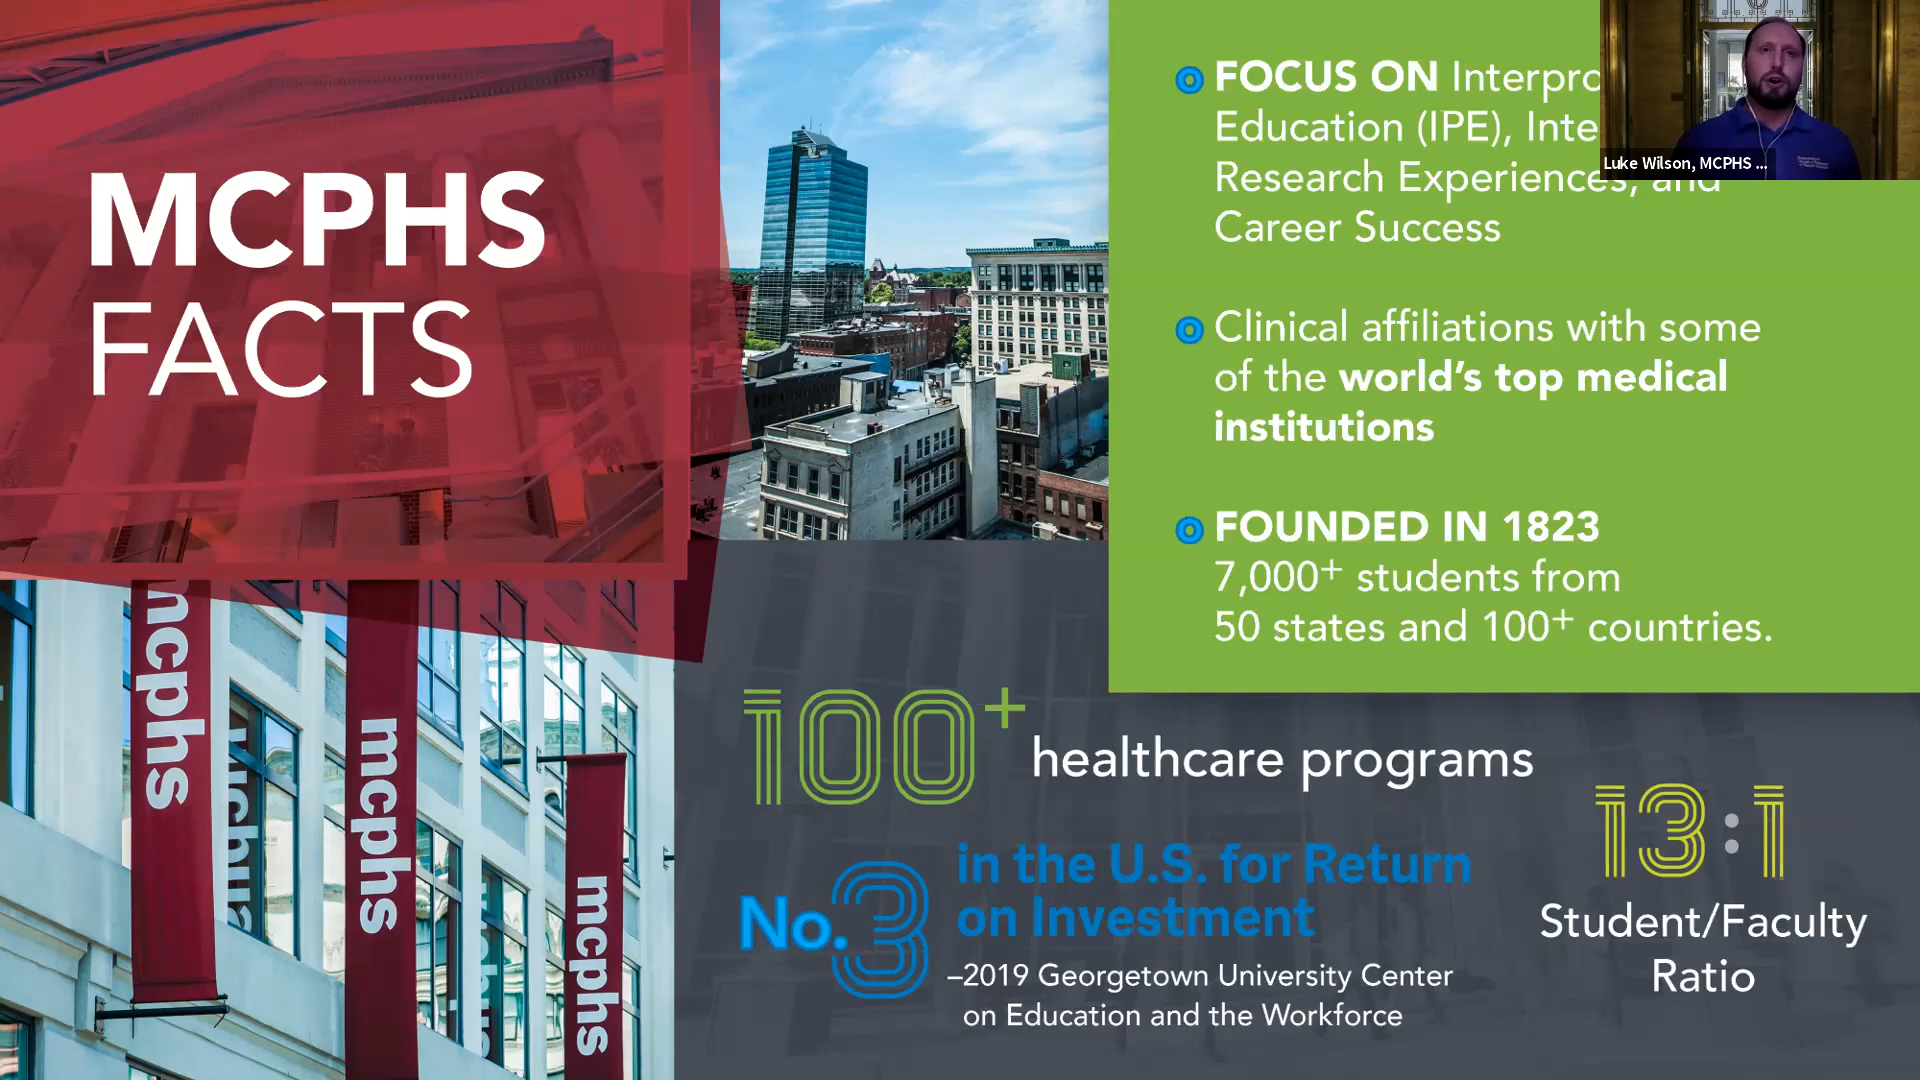 MCPHS
FACTS
FOCUS ON
Education (IPE),
Research Experiences, and
Career Success
Luke Wilson, MCPHS ...
Clinical affiliations with some
of the world's top medical
institutions
FOUNDED IN 1823
7,000+ students from
50 states and 100+ countries.
100+ healthcare programs
No.3 in the U.S. for Return
on Investment
–2019 Georgetown University Center
on Education and the Workforce
13:1
Student/Faculty
Ratio
mcphs
mcphs
mcphs